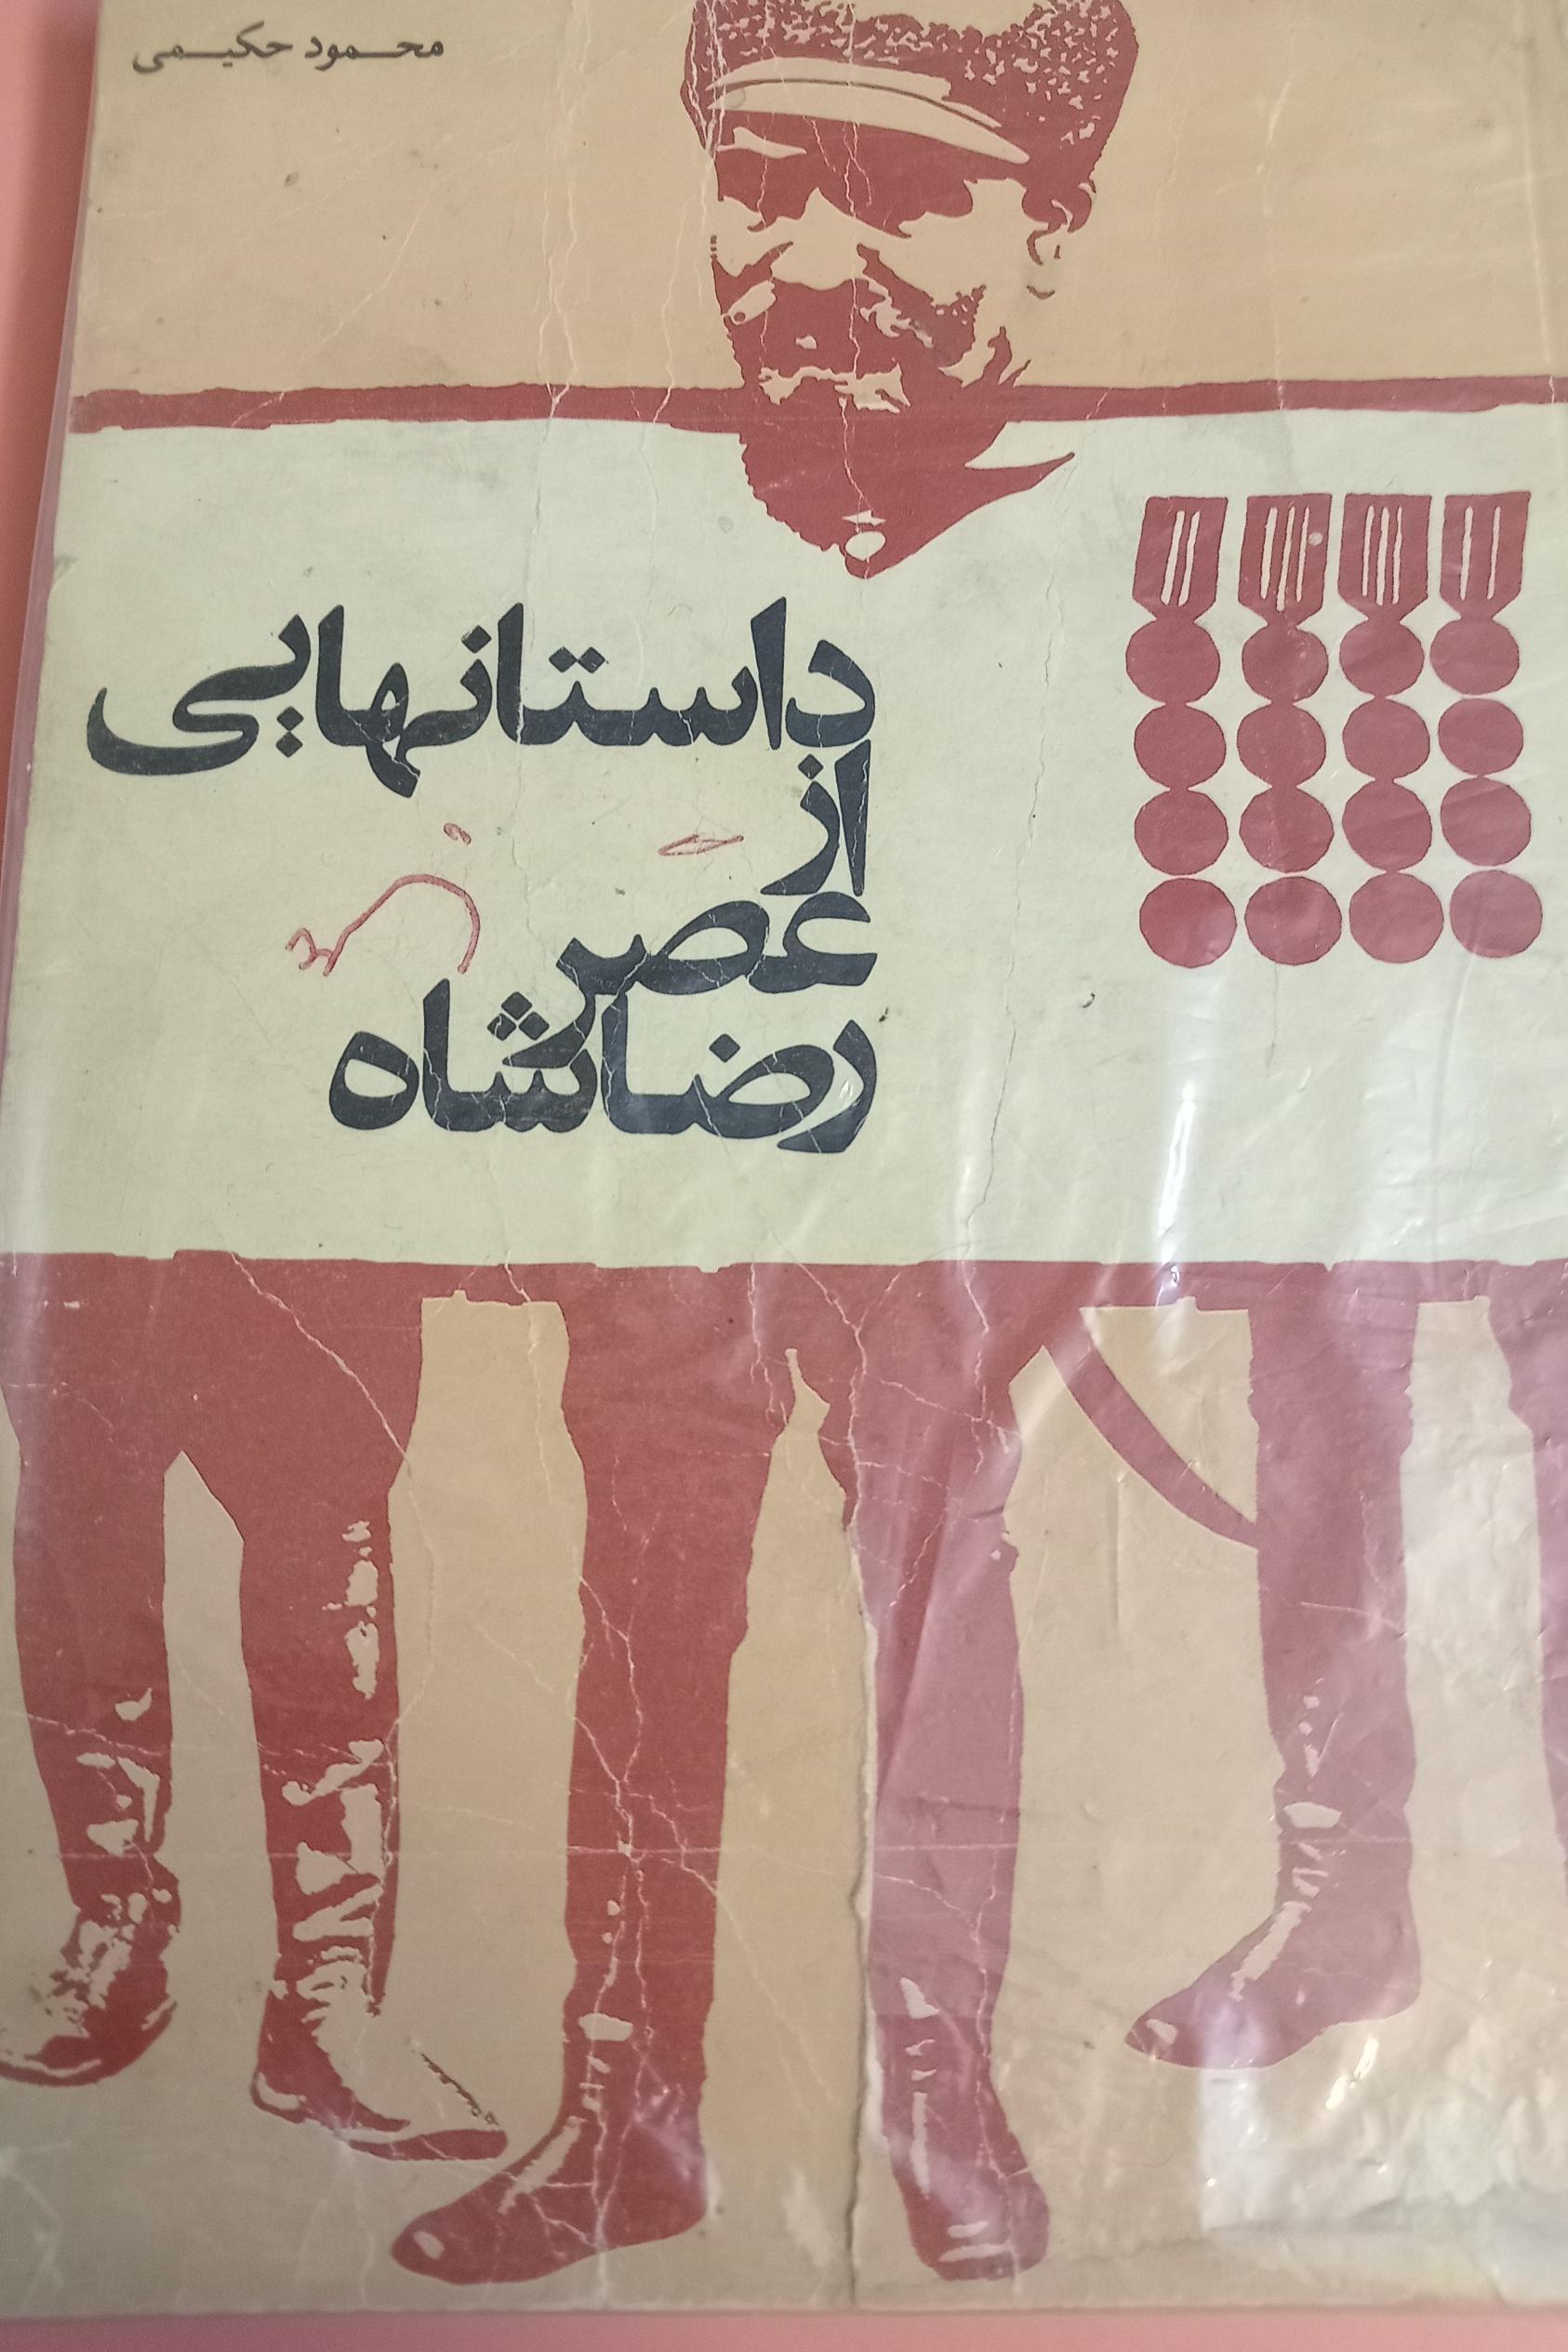 محمود حکیمی
داستانهایی
از
عصر
رضاشاه